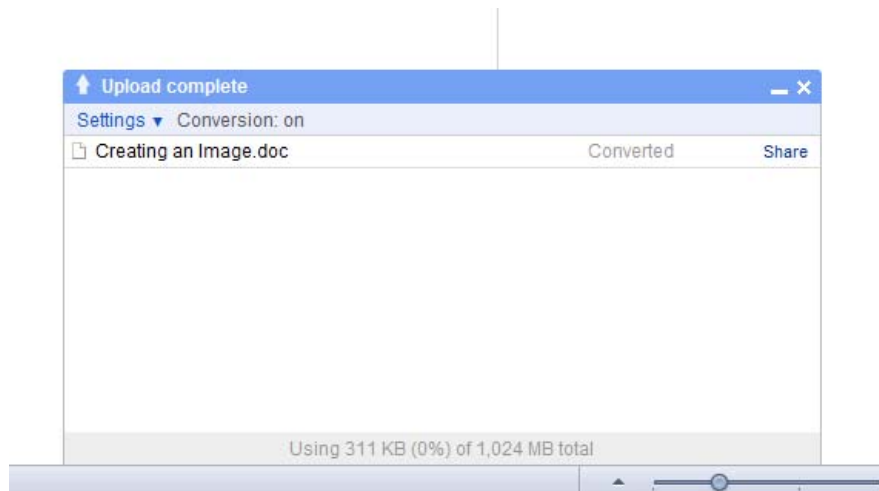 Upload complete
Settings ▼ Conversion: on
Creating an Image.doc Converted Share
Using 311 KB (0%) of 1,024 MB total